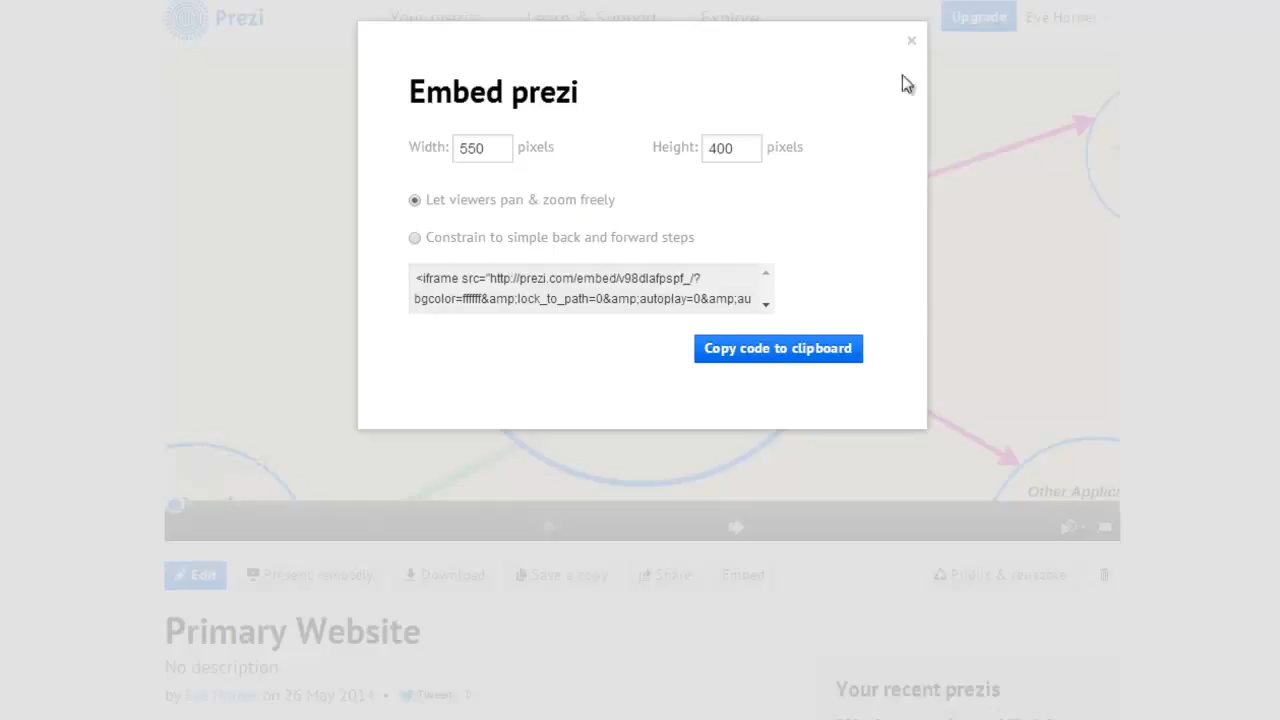 Prezi
Your prezis Learn & Support Explore
Upgrade
Eve Horner
×
Embed prezi
Width: 550 pixels
Height: 400 pixels
Let viewers pan & zoom freely
Constrain to simple back and forward steps
<iframe src="http://prezi.com/embed/v98dlafpspf_/?
bgcolor=ffffff&amp;lock_to_path=0&amp;autoplay=0&amp;au
Copy code to clipboard
Other Applic
Edit
Present remotely
Download
Save a copy
Share
Embed
Public & reusable
Primary Website
No description
by Eve Horner on 26 May 2014 •
Tweet 0
Your recent prezis